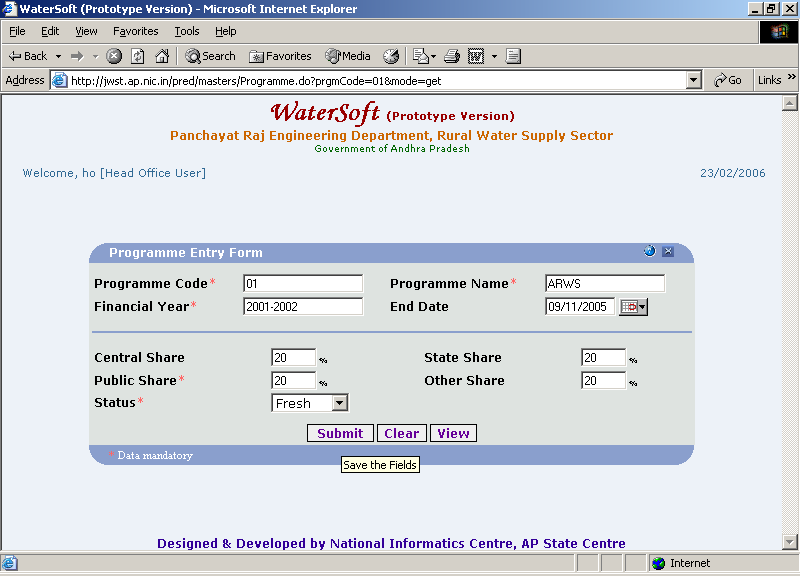 WaterSoft (Prototype Version) - Microsoft Internet Explorer
File Edit View Favorites Tools Help
Back Search Favorites Media
Address http://jwst.ap.nic.in/pred/masters/Programme.do?prgmCode=01&mode=get Go Links »
WaterSoft (Prototype Version)
Panchayat Raj Engineering Department, Rural Water Supply Sector
Government of Andhra Pradesh
Welcome, ho [Head Office User] 23/02/2006
Programme Entry Form
Programme Code* 01 Programme Name* ARWS
Financial Year* 2001-2002 End Date 09/11/2005
Central Share 20 % State Share 20 %
Public Share* 20 % Other Share 20 %
Status* Fresh
Submit Clear View
* Data mandatory
Save the Fields
Designed & Developed by National Informatics Centre, AP State Centre
Internet